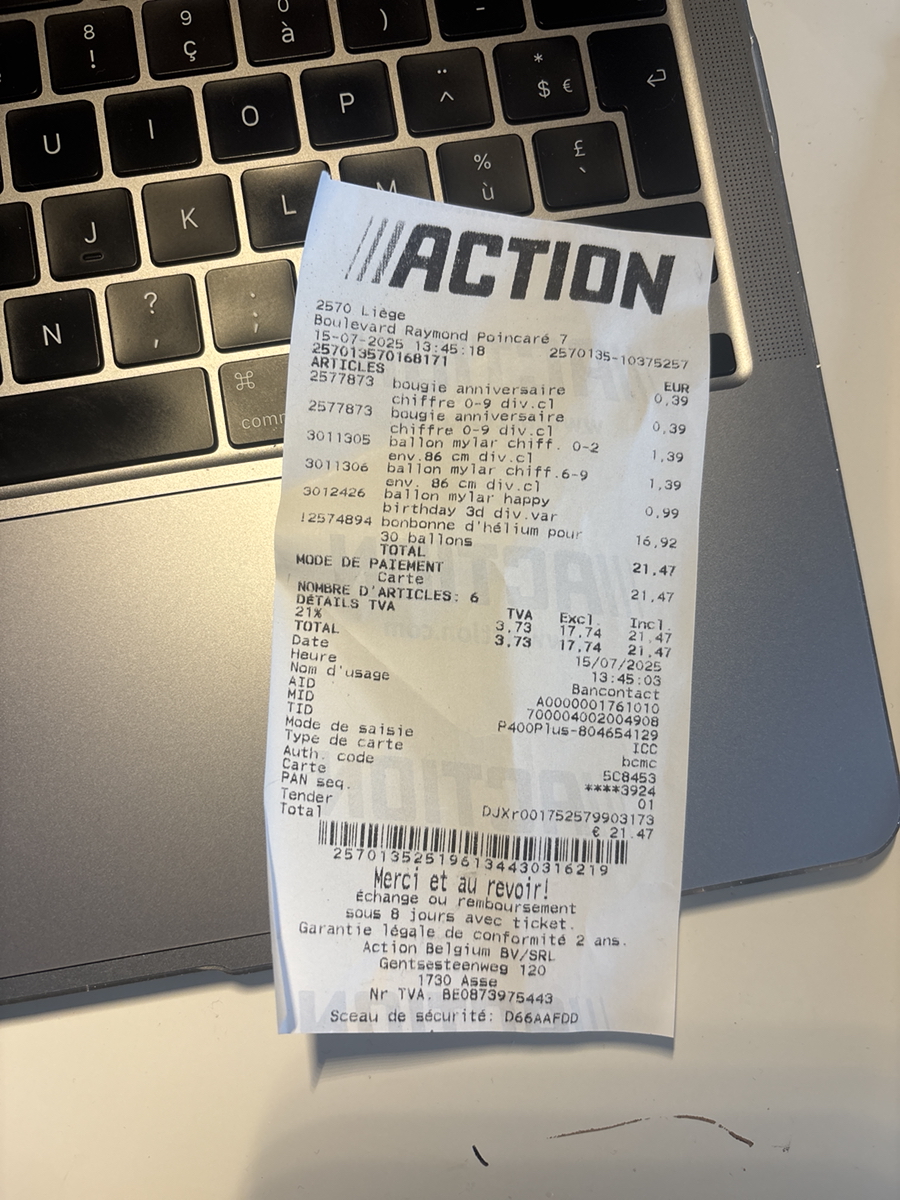 8
!
9
ç
0
à
)
-
U
I
O
P
¨
^
*
$ €
J
K
L
M
%
ù
£
`
N
?
,
.
;
⌘
comm
ACTION
2570 Liège
Boulevard Raymond Poincaré 7
15-07-2025 13:45:18 2570135-10375257
257013570168171
ARTICLES EUR
2577873 bougie anniversaire 0,39
chiffre 0-9 div.cl
2577873 bougie anniversaire 0,39
chiffre 0-9 div.cl
3011305 ballon mylar chiff. 0-2 1,39
env.86 cm div.cl
3011306 ballon mylar chiff.6-9 1,39
env. 86 cm div.cl
3012426 ballon mylar happy 0,99
birthday 3d div.var
!2574894 bonbonne d'hélium pour 16,92
30 ballons
TOTAL 21,47
MODE DE PAIEMENT
Carte 21,47
NOMBRE D'ARTICLES: 6
DÉTAILS TVA TVA Excl. Incl.
21% 3,73 17,74 21,47
TOTAL 3,73 17,74 21,47
Date 15/07/2025
Heure 13:45:03
Nom d'usage Bancontact
AID A0000001761010
MID 700004002004908
TID P400Plus-804654129
Mode de saisie ICC
Type de carte bcmc
Auth. code 5C8453
Carte ****3924
PAN seq. 01
Tender DJXr001752579903173
Total € 21.47
257013525196134430316219
Merci et au revoir!
Échange ou remboursement
sous 8 jours avec ticket.
Garantie légale de conformité 2 ans.
Action Belgium BV/SRL
Gentsesteenweg 120
1730 Asse
Nr TVA. BE0873975443
Sceau de sécurité: D66AAFDD